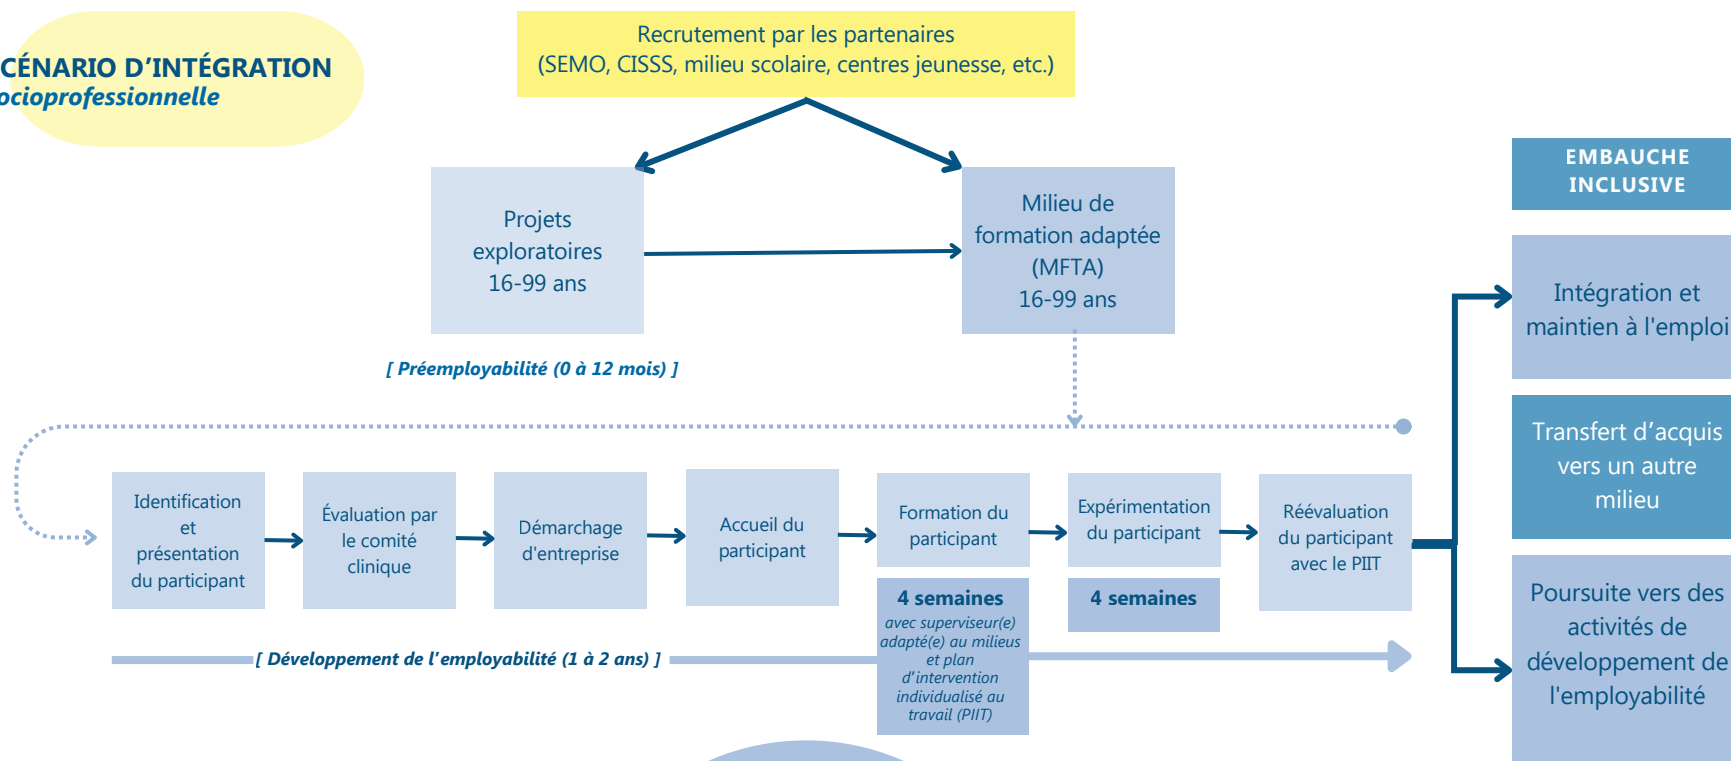 CÉNARIO D’INTÉGRATION
ocioprofessionnelle
Recrutement par les partenaires
(SEMO, CISSS, milieu scolaire, centres jeunesse, etc.)
Projets
exploratoires
16-99 ans
Milieu de
formation adaptée
(MFTA)
16-99 ans
[ Préemployabilité (0 à 12 mois) ]
Identification
et
présentation
du participant
Évaluation par
le comité
clinique
Démarchage
d'entreprise
Accueil du
participant
Formation du
participant
Expérimentation
du participant
Réévaluation
du participant
avec le PIIT
4 semaines
avec superviseur(e)
adapté(e) au milieus
et plan
d'intervention
individualisé au
travail (PIIT)
4 semaines
[ Développement de l’employabilité (1 à 2 ans) ]
EMBAUCHE
INCLUSIVE
Intégration et
maintien à l'emploi
Transfert d’acquis
vers un autre
milieu
Poursuite vers des
activités de
développement de
l'employabilité